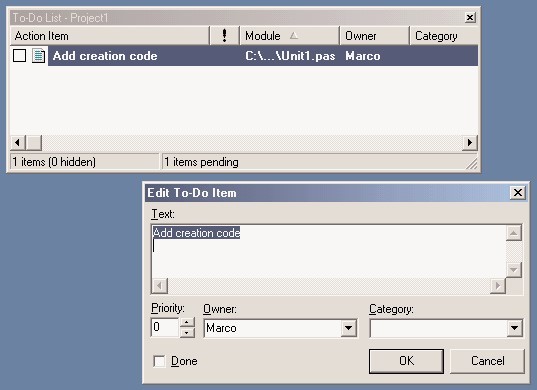 To-Do List - Project1
Action Item ! Module Owner Category
Add creation code C:\...\Unit1.pas Marco
1 items (0 hidden) 1 items pending
Edit To-Do Item
Text:
Add creation code
Priority: Owner: Category:
0 Marco
Done OK Cancel